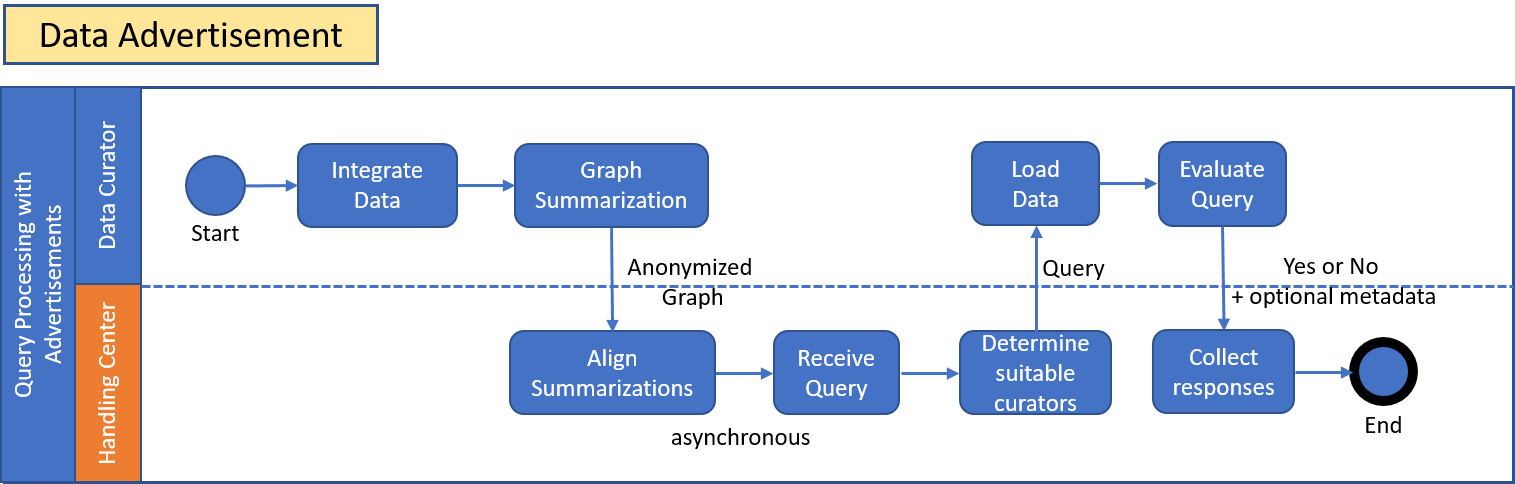 Data Advertisement
Query Processing with
Advertisements
Data Curator
Handling Center
Start
Integrate
Data
Graph
Summarization
Load
Data
Evaluate
Query
Anonymized
Graph
Query
Yes or No
+ optional metadata
Align
Summarizations
Receive
Query
Determine
suitable
curators
Collect
responses
asynchronous
End